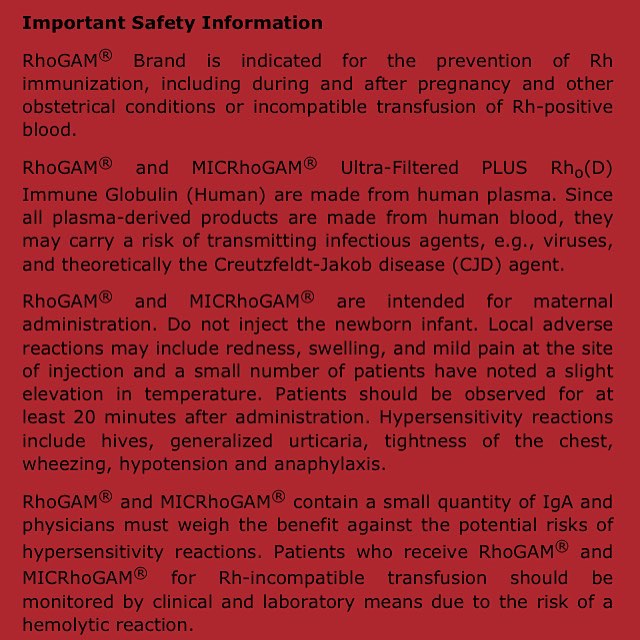 Important Safety Information
RhoGAM® Brand is indicated for the prevention of Rh
immunization, including during and after pregnancy and other
obstetrical conditions or incompatible transfusion of Rh-positive
blood.
RhoGAM® and MICRhoGAM® Ultra-Filtered PLUS Rho(D)
Immune Globulin (Human) are made from human plasma. Since
all plasma-derived products are made from human blood, they
may carry a risk of transmitting infectious agents, e.g., viruses,
and theoretically the Creutzfeldt-Jakob disease (CJD) agent.
RhoGAM® and MICRhoGAM® are intended for maternal
administration. Do not inject the newborn infant. Local adverse
reactions may include redness, swelling, and mild pain at the site
of injection and a small number of patients have noted a slight
elevation in temperature. Patients should be observed for at
least 20 minutes after administration. Hypersensitivity reactions
include hives, generalized urticaria, tightness of the chest,
wheezing, hypotension and anaphylaxis.
RhoGAM® and MICRhoGAM® contain a small quantity of IgA and
physicians must weigh the benefit against the potential risks of
hypersensitivity reactions. Patients who receive RhoGAM® and
MICRhoGAM® for Rh-incompatible transfusion should be
monitored by clinical and laboratory means due to the risk of a
hemolytic reaction.